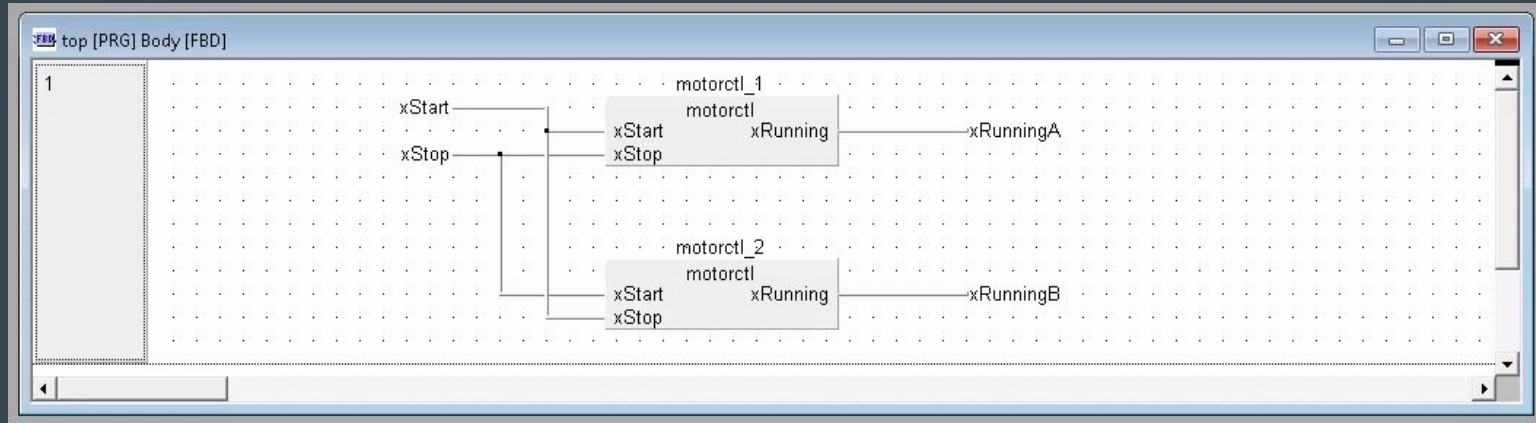 FBD top [PRG] Body [FBD]
1
motorctl_1
xStart
motorctl
xStart xRunning xRunningA
xStop xStop
motorctl_2
motorctl
xStart xRunning xRunningB
xStop